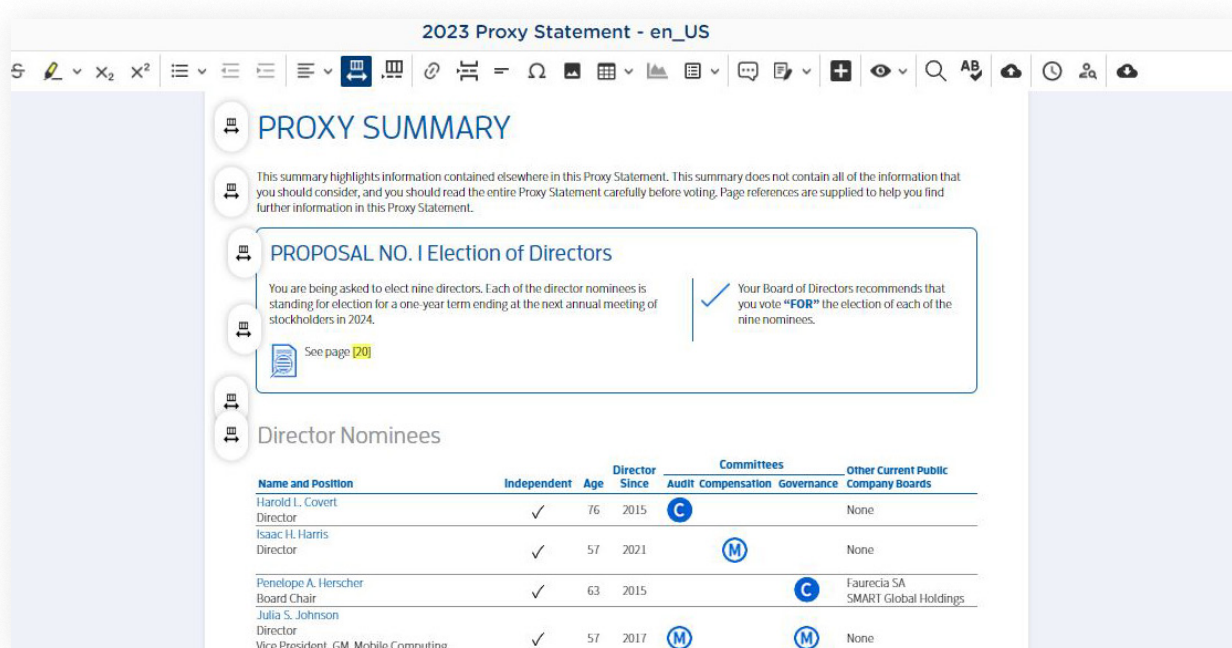 2023 Proxy Statement - en_US
PROXY SUMMARY
This summary highlights information contained elsewhere in this Proxy Statement. This summary does not contain all of the information that
you should consider, and you should read the entire Proxy Statement carefully before voting. Page references are supplied to help you find
further information in this Proxy Statement.
PROPOSAL NO. 1 Election of Directors
You are being asked to elect nine directors. Each of the director nominees is
standing for election for a one-year term ending at the next annual meeting of
stockholders in 2024.
See page [20]
Your Board of Directors recommends that
you vote “FOR” the election of each of the
nine nominees.
Director Nominees
Name and Position Independent Age Director Since Committees Audit Compensation Governance Other Current Public Company Boards
Harold L. Covert
Director ✓ 76 2015 C None
Isaac H. Harris
Director ✓ 57 2021 M None
Penelope A. Herscher
Board Chair ✓ 63 2015 C Faurecia SA
SMART Global Holdings
Julia S. Johnson
Director
Vice President, GM, Mobile Computing ✓ 57 2017 M M None